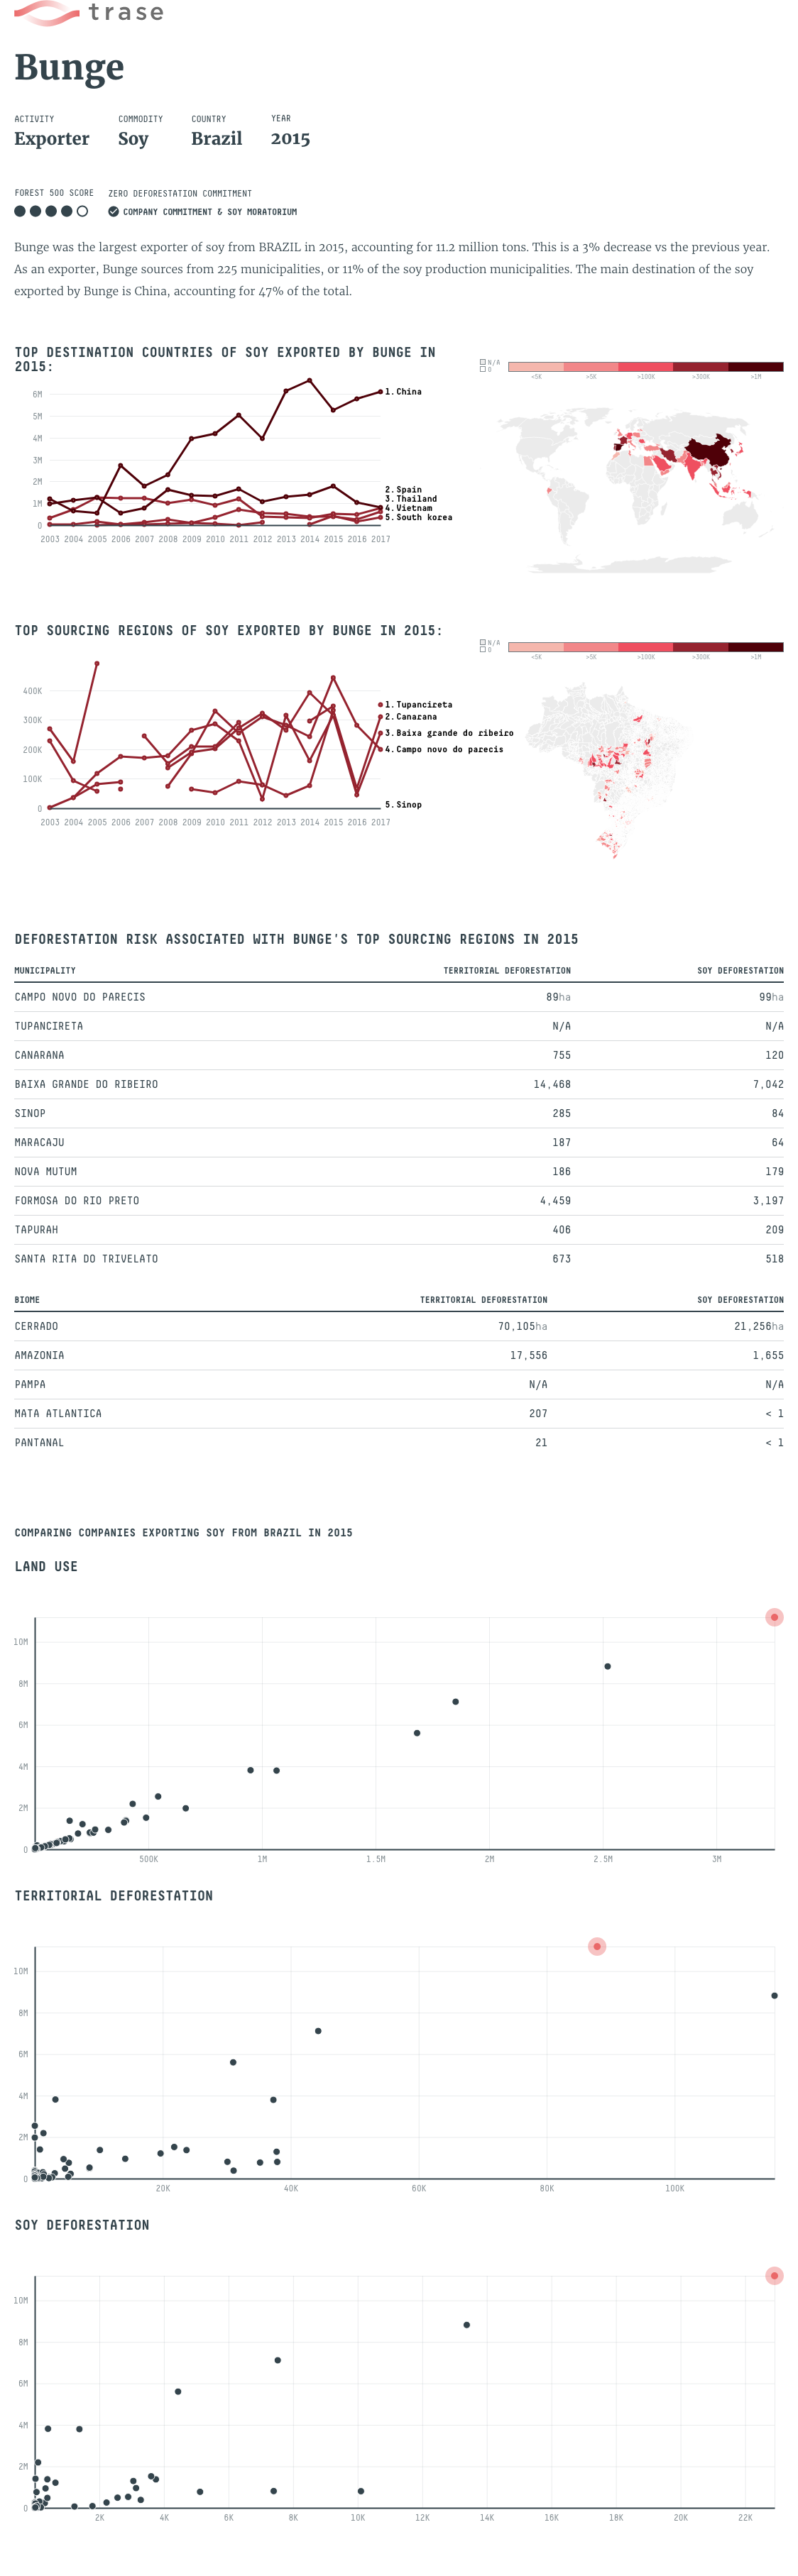 trase
Bunge
ACTIVITY COMMODITY COUNTRY YEAR
Exporter Soy Brazil 2015
FOREST 500 SCORE ZERO DEFORESTATION COMMITMENT
COMPANY COMMITMENT & SOY MORATORIUM
Bunge was the largest exporter of soy from BRAZIL in 2015, accounting for 11.2 million tons. This is a 3% decrease vs the previous year.
As an exporter, Bunge sources from 225 municipalities, or 11% of the soy production municipalities. The main destination of the soy
exported by Bunge is China, accounting for 47% of the total.
TOP DESTINATION COUNTRIES OF SOY EXPORTED BY BUNGE IN
2015:
N/A
0
<5K >5K >100K >300K >1M
6M
5M
4M
3M
2M
1M
0
1. China
2. Spain
3. Thailand
4. Vietnam
5. South korea
2003 2004 2005 2006 2007 2008 2009 2010 2011 2012 2013 2014 2015 2016 2017
TOP SOURCING REGIONS OF SOY EXPORTED BY BUNGE IN 2015:
N/A
0
<5K >5K >100K >300K >1M
400K
300K
200K
100K
0
1. Tupancireta
2. Canarana
3. Baixa grande do ribeiro
4. Campo novo do parecis
5. Sinop
2003 2004 2005 2006 2007 2008 2009 2010 2011 2012 2013 2014 2015 2016 2017
DEFORESTATION RISK ASSOCIATED WITH BUNGE'S TOP SOURCING REGIONS IN 2015
MUNICIPALITY TERRITORIAL DEFORESTATION SOY DEFORESTATION
CAMPO NOVO DO PARECIS 89ha 99ha
TUPANCIRETA N/A N/A
CANARANA 755 120
BAIXA GRANDE DO RIBEIRO 14,468 7,042
SINOP 285 84
MARACAJU 187 64
NOVA MUTUM 186 179
FORMOSA DO RIO PRETO 4,459 3,197
TAPURAH 406 209
SANTA RITA DO TRIVELATO 673 518
BIOME TERRITORIAL DEFORESTATION SOY DEFORESTATION
CERRADO 70,105ha 21,256ha
AMAZONIA 17,556 1,655
PAMPA N/A N/A
MATA ATLANTICA 207 < 1
PANTANAL 21 < 1
COMPARING COMPANIES EXPORTING SOY FROM BRAZIL IN 2015
LAND USE
10M
8M
6M
4M
2M
0
500K 1M 1.5M 2M 2.5M 3M
TERRITORIAL DEFORESTATION
10M
8M
6M
4M
2M
0
20K 40K 60K 80K 100K
SOY DEFORESTATION
10M
8M
6M
4M
2M
0
2K 4K 6K 8K 10K 12K 14K 16K 18K 20K 22K